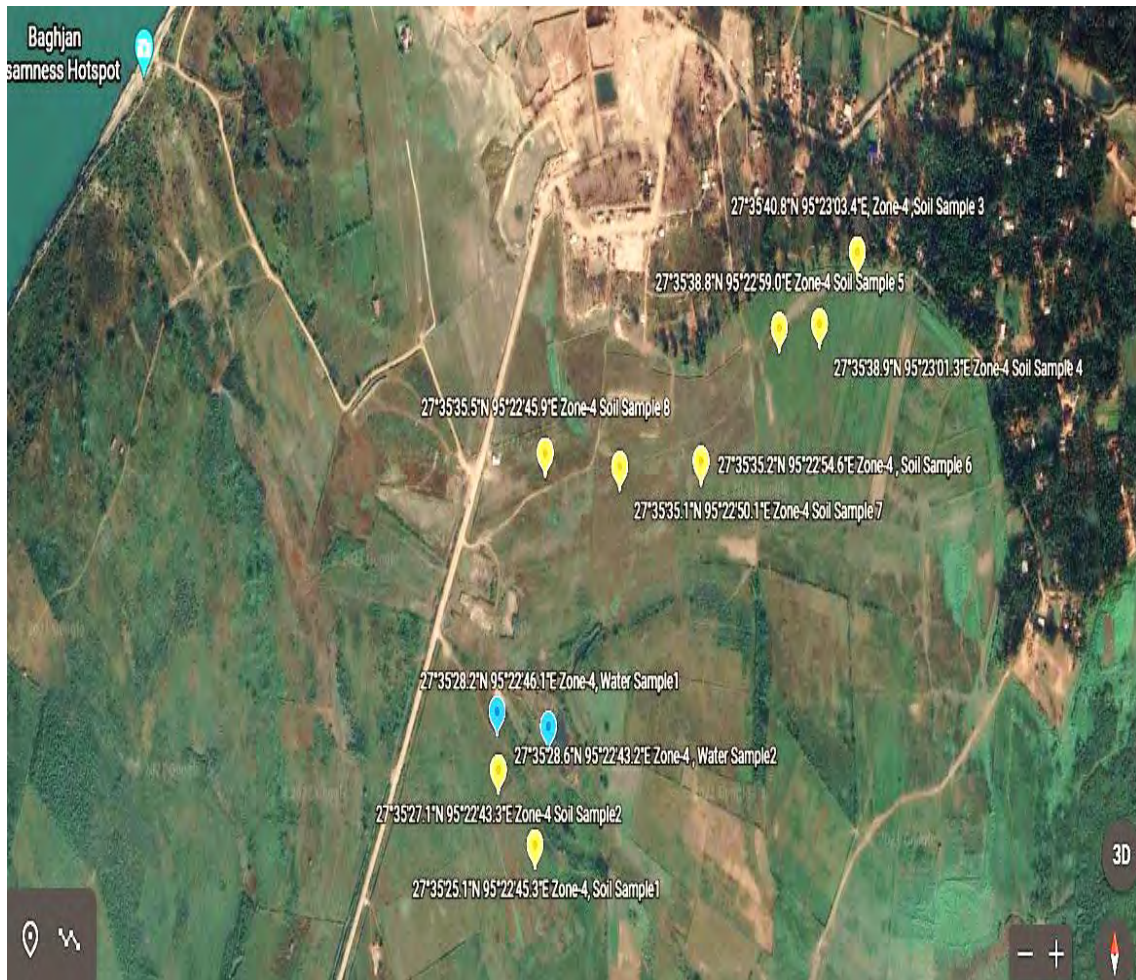 Baghjan
samness Hotspot
27°35'40.8"N 95°23'03.4"E, Zone-4 ,Soil Sample 3
27°35'38.8"N 95°22'59.0"E Zone-4 Soil Sample 5
27°35'38.9"N 95°23'01.3"E Zone-4 Soil Sample 4
27°35'35.5"N 95°22'45.9"E Zone-4 Soil Sample 8
27°35'35.2"N 95°22'54.6"E Zone-4 , Soil Sample 6
27°35'35.1"N 95°22'50.1"E Zone-4 Soil Sample 7
27°35'28.2"N 95°22'46.1"E Zone-4, Water Sample1
27°35'28.6"N 95°22'43.2"E Zone-4 , Water Sample2
27°35'27.1"N 95°22'43.3"E Zone-4 Soil Sample2
27°35'25.1"N 95°22'45.3"E Zone-4, Soil Sample1
3D